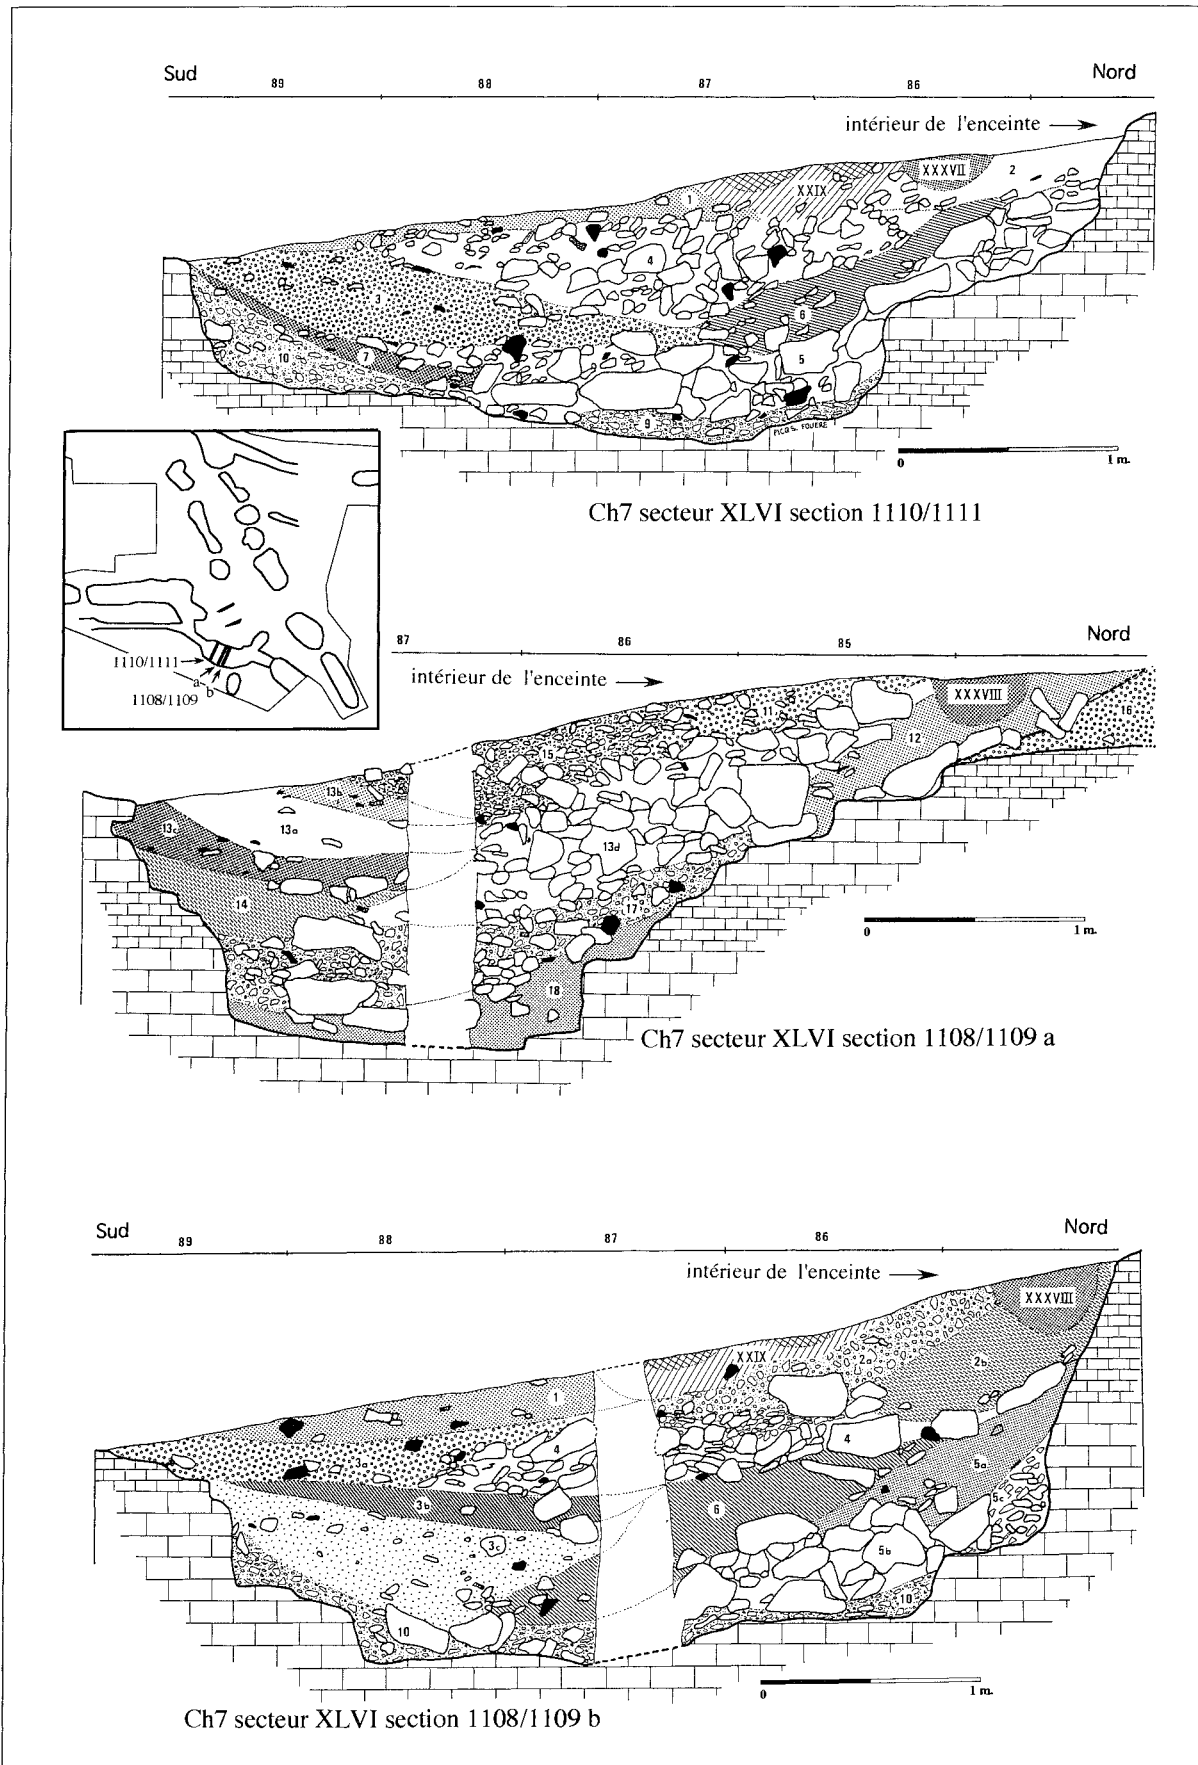 Sud Nord
89 88 87 86
intérieur de l'enceinte
XXXVII 2
XXIX
1
4
3
6
5
7
10
9
PICQ S. FOUERE
0 1 m.
Ch7 secteur XLVI section 1110/1111
1110/1111
a
b
1108/1109
87 86 85 Nord
intérieur de l'enceinte
XXXVIII
11 16
12
15
13b
13c 13a
13d
14
17
18
0 1 m.
Ch7 secteur XLVI section 1108/1109 a
Sud Nord
89 88 87 86
intérieur de l'enceinte
XXXVIII
XXIX
2a 2b
1
4 4
3a
5a
3b 6 5c
3c 5b
10 10
0 1 m.
Ch7 secteur XLVI section 1108/1109 b